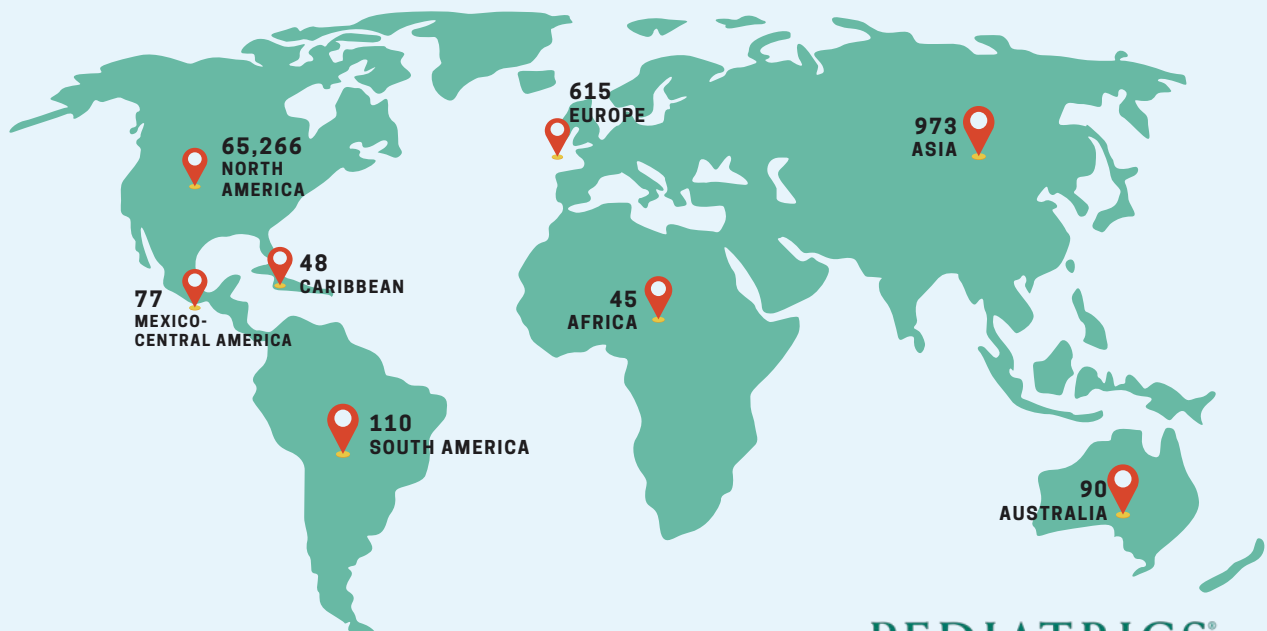 615
EUROPE
973
ASIA
65,266
NORTH
AMERICA
48
CARIBBEAN
77
MEXICO-
CENTRAL AMERICA
45
AFRICA
110
SOUTH AMERICA
90
AUSTRALIA
PEDIATRICS®